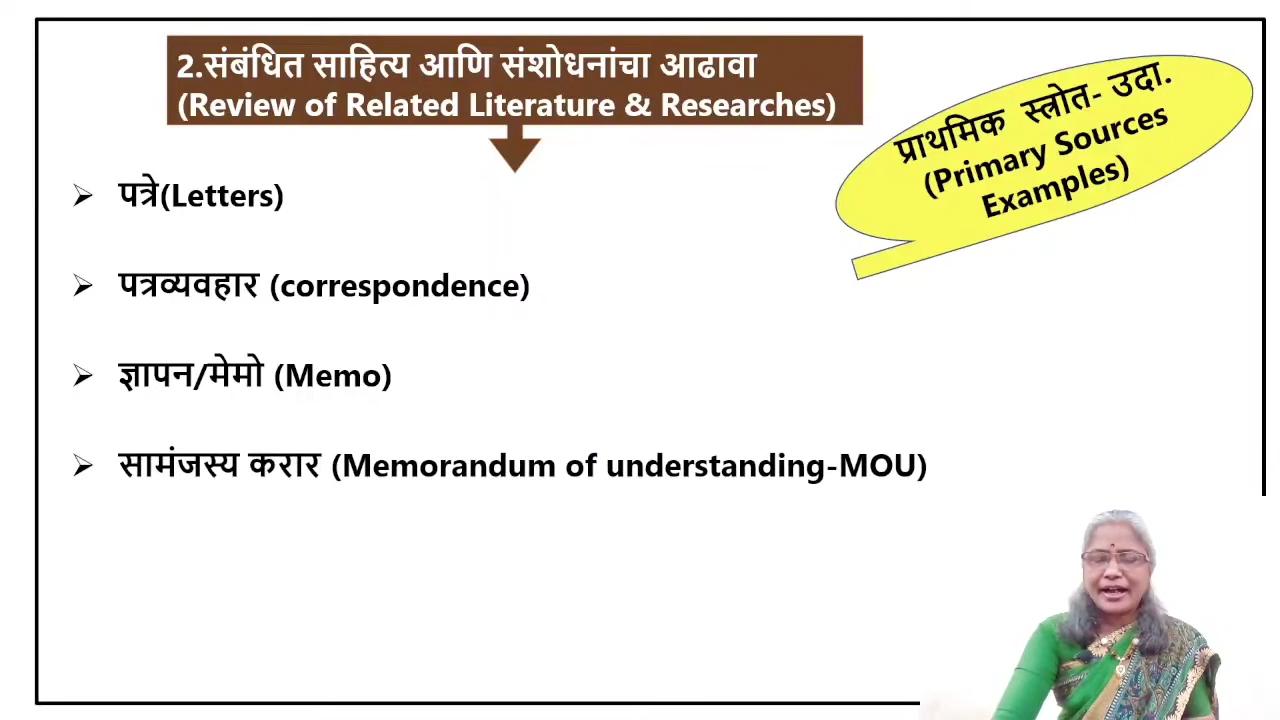 2.संबंधित साहित्य आणि संशोधनांचा आढावा
(Review of Related Literature & Researches)
प्राथमिक स्त्रोत- उदा.
(Primary Sources
Examples)
पत्रे(Letters)
पत्रव्यवहार (correspondence)
ज्ञापन/मेमो (Memo)
सामंजस्य करार (Memorandum of understanding-MOU)